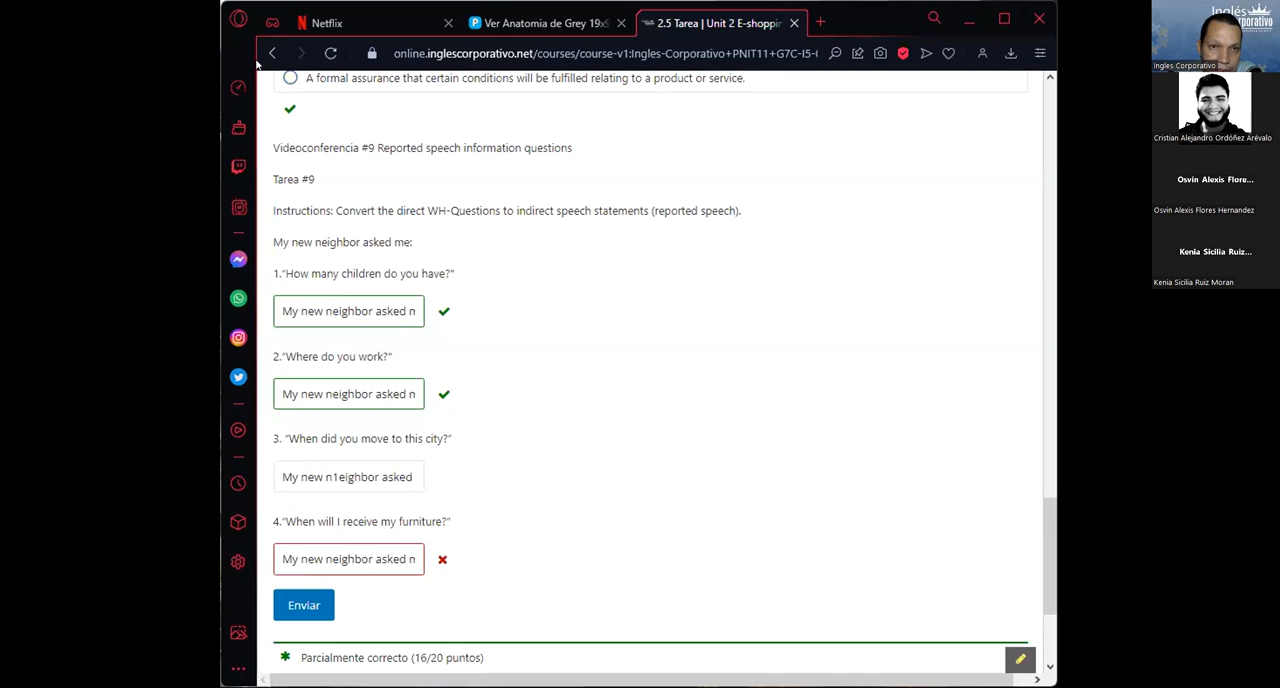 Netflix
Ver Anatomia de Grey 19x9
2.5 Tarea | Unit 2 E-shoppin
online.inglescorporativo.net/courses/course-v1:Ingles-Corporativo+PNIT11+G7C-I5-
A formal assurance that certain conditions will be fulfilled relating to a product or service.
Videoconferencia #9 Reported speech information questions
Tarea #9
Instructions: Convert the direct WH-Questions to indirect speech statements (reported speech).
My new neighbor asked me:
1."How many children do you have?"
My new neighbor asked
2."Where do you work?"
My new neighbor asked
3. "When did you move to this city?"
My new n1eighbor asked
4."When will I receive my furniture?"
My new neighbor asked
Enviar
Parcialmente correcto (16/20 puntos)
Inglés
Ingles Corporativo
Cristian Alejandro Ordóñez Arévalo
Osvin Alexis Flore...
Osvin Alexis Flores Hernandez
Kenia Sicilia Ruiz...
Kenia Sicilia Ruiz Moran